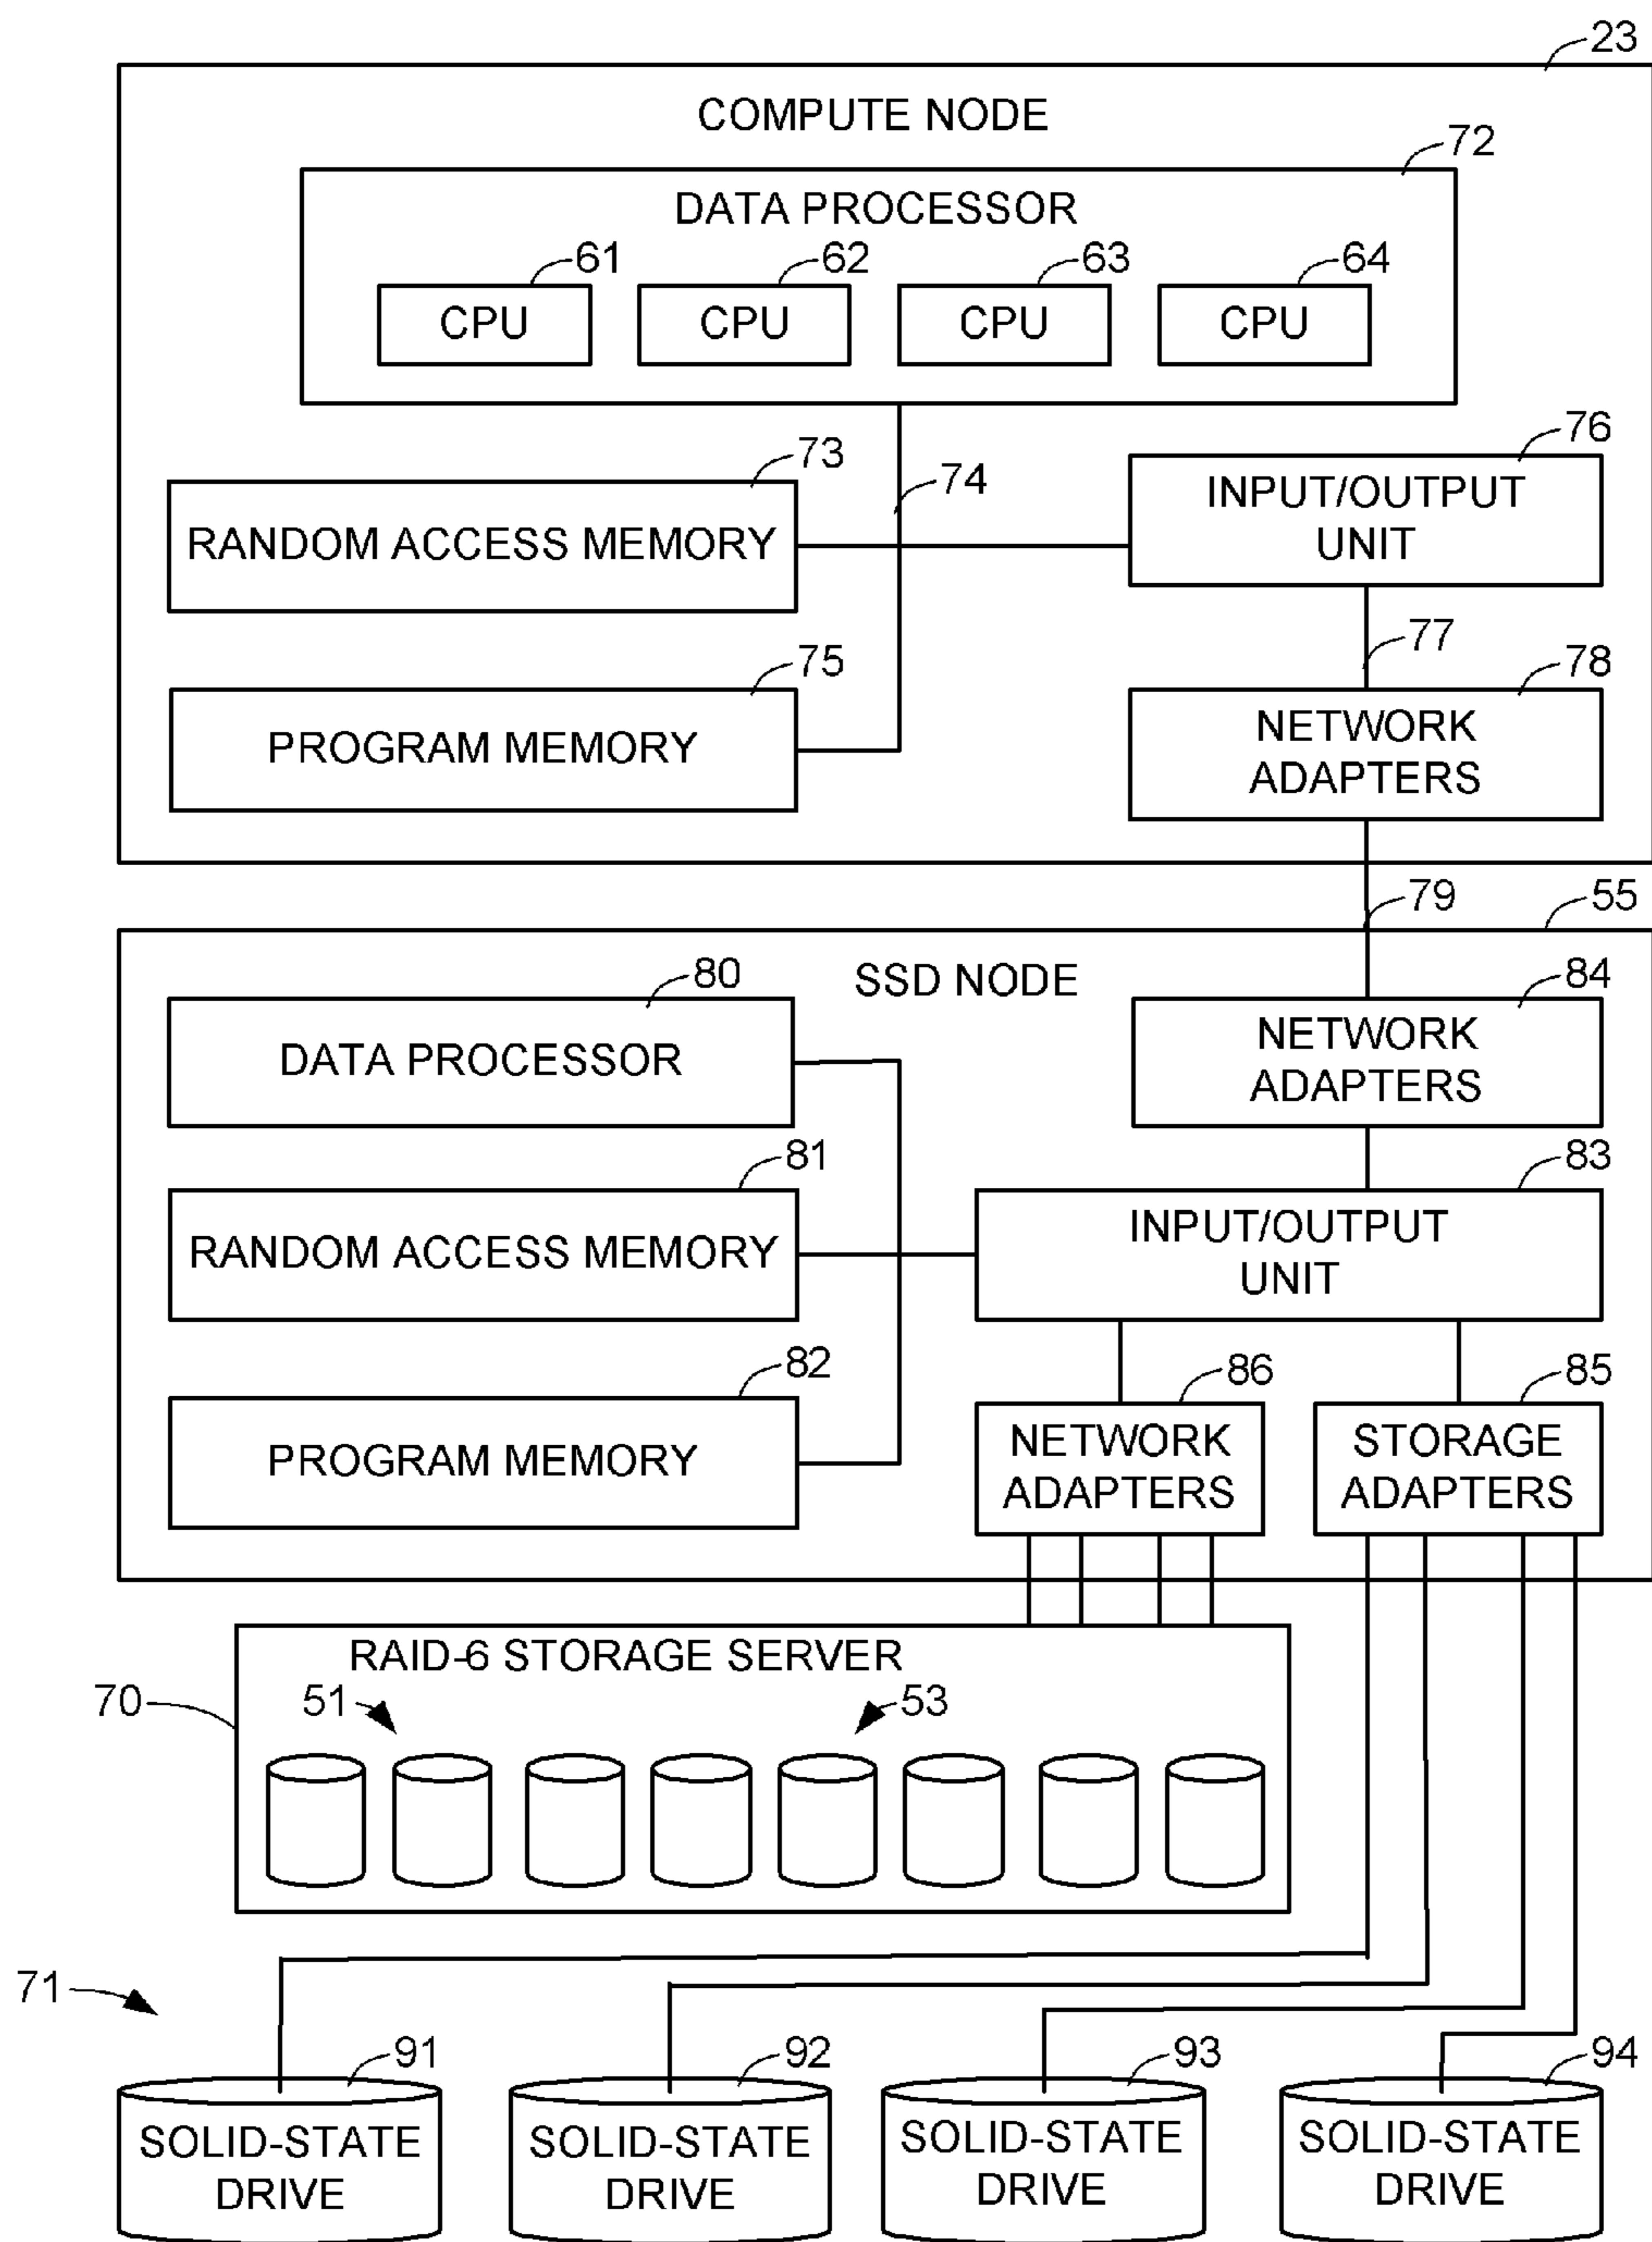 23
COMPUTE NODE
72
DATA PROCESSOR
61
62
63
64
CPU
CPU
CPU
CPU
73
74
76
RANDOM ACCESS MEMORY
INPUT/OUTPUT
UNIT
77
75
78
PROGRAM MEMORY
NETWORK
ADAPTERS
79
55
SSD NODE
80
84
DATA PROCESSOR
NETWORK
ADAPTERS
81
83
RANDOM ACCESS MEMORY
INPUT/OUTPUT
UNIT
82
86
85
PROGRAM MEMORY
NETWORK
ADAPTERS
STORAGE
ADAPTERS
RAID-6 STORAGE SERVER
70
51
53
71
91
92
93
94
SOLID-STATE
DRIVE
SOLID-STATE
DRIVE
SOLID-STATE
DRIVE
SOLID-STATE
DRIVE